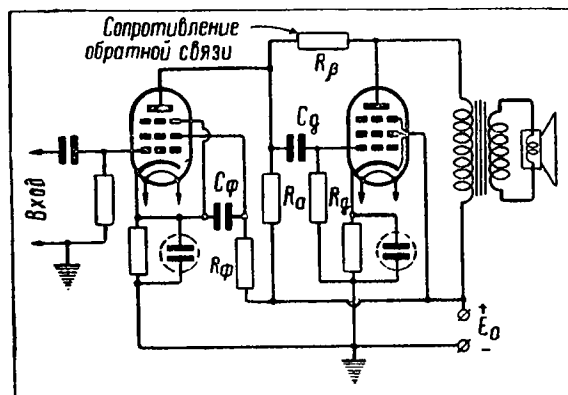 Сопротивление
обратной связи
Rβ
Cg
Cф
Ra
Rg
Rф
Вход
+
E₀
−